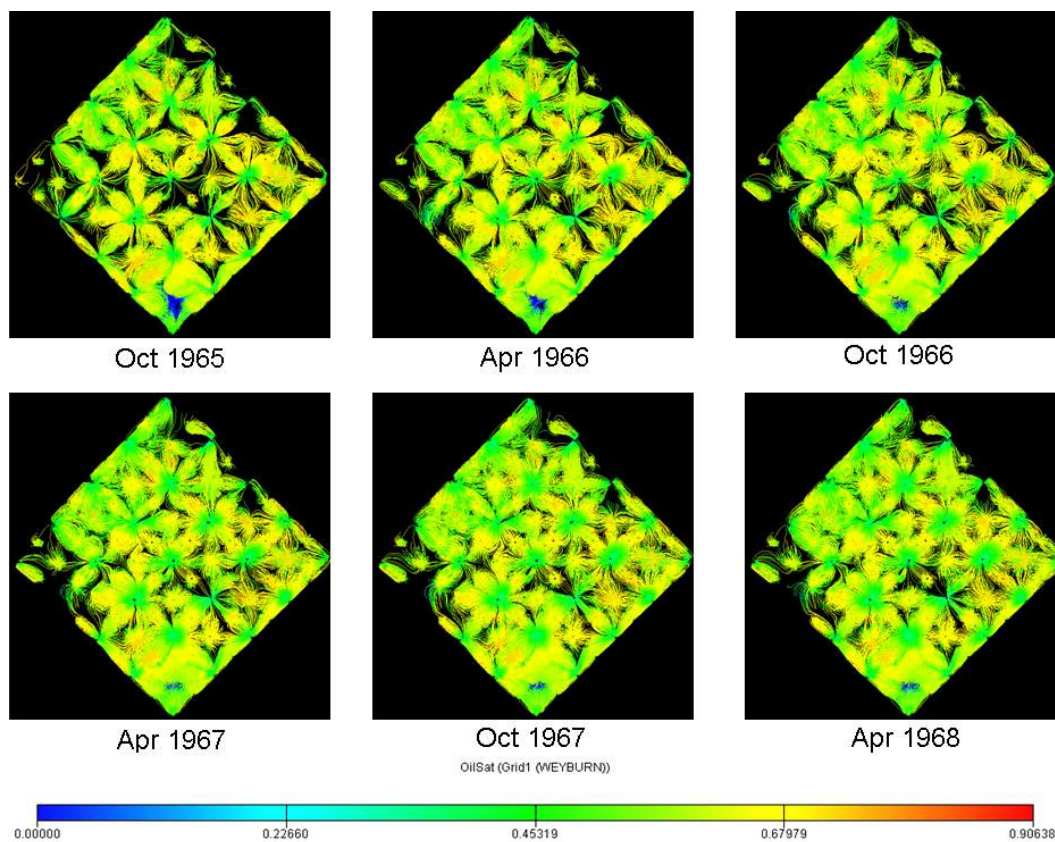 Oct 1965
Apr 1966
Oct 1966
Apr 1967
Oct 1967
Apr 1968
OilSat (Grid1 (WEYBURN))
0.00000
0.22660
0.45319
0.67979
0.90638